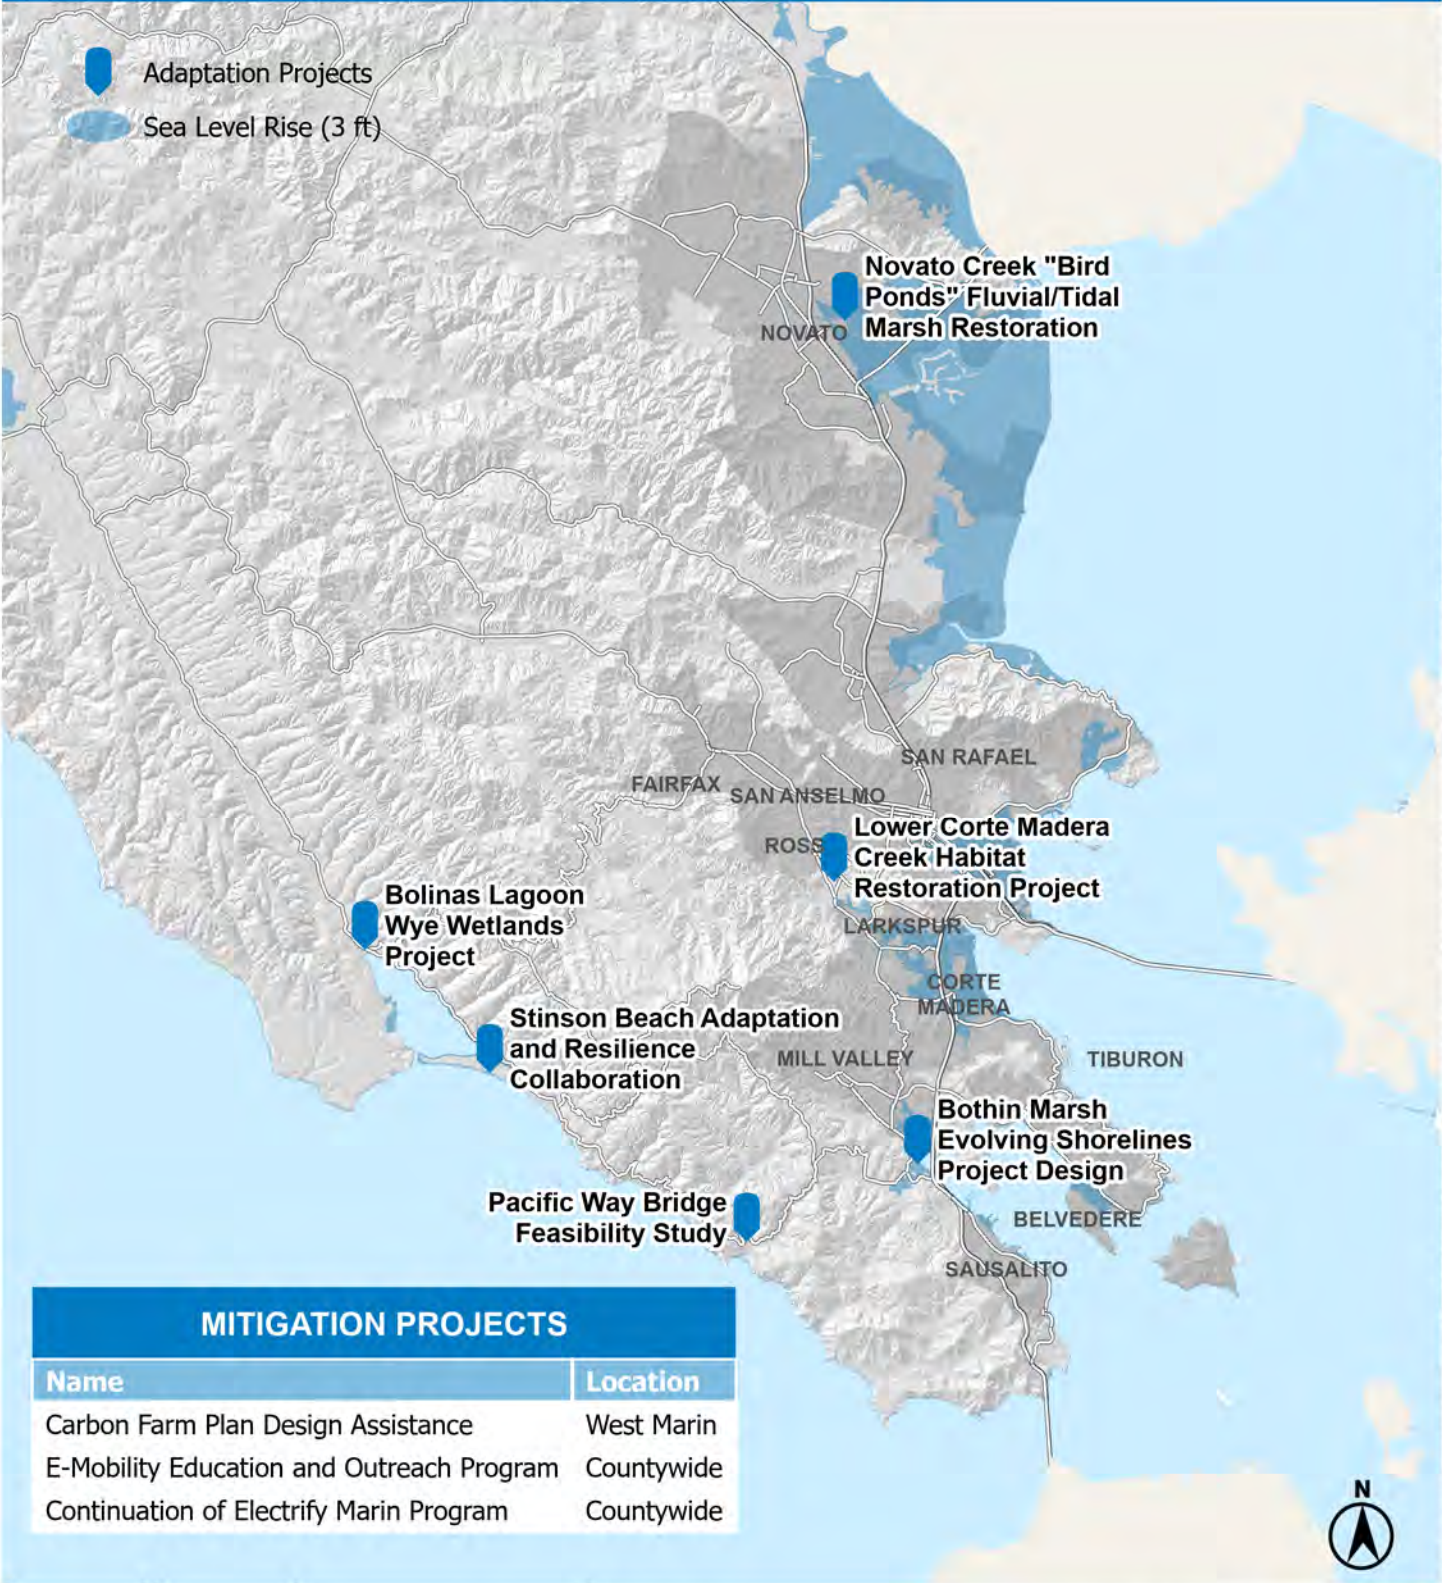 Adaptation Projects
Sea Level Rise (3 ft)
Novato Creek "Bird
Ponds" Fluvial/Tidal
Marsh Restoration
NOVATO
SAN RAFAEL
FAIRFAX
SAN ANSELMO
Lower Corte Madera
Creek Habitat
Restoration Project
ROSS
LARKSPUR
Bolinas Lagoon
Wye Wetlands
Project
CORTE
MADERA
Stinson Beach Adaptation
and Resilience
Collaboration
MILL VALLEY
TIBURON
Bothin Marsh
Evolving Shorelines
Project Design
Pacific Way Bridge
Feasibility Study
BELVEDERE
SAUSALITO
MITIGATION PROJECTS
Name Location
Carbon Farm Plan Design Assistance West Marin
E-Mobility Education and Outreach Program Countywide
Continuation of Electrify Marin Program Countywide
N